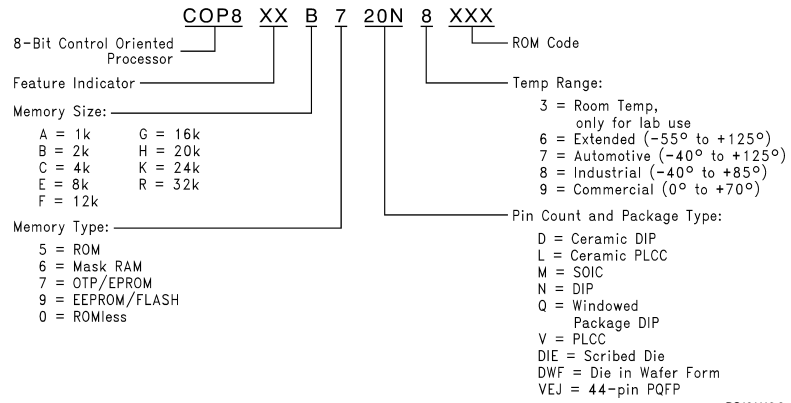 COP8 XX B 7 20N 8 XXX
8-Bit Control Oriented
Processor
Feature Indicator
Memory Size:
A = 1k G = 16k
B = 2k H = 20k
C = 4k K = 24k
E = 8k R = 32k
F = 12k
Memory Type:
5 = ROM
6 = Mask RAM
7 = OTP/EPROM
9 = EEPROM/FLASH
0 = ROMless
ROM Code
Temp Range:
3 = Room Temp,
only for lab use
6 = Extended (-55° to +125°)
7 = Automotive (-40° to +125°)
8 = Industrial (-40° to +85°)
9 = Commercial (0° to +70°)
Pin Count and Package Type:
D = Ceramic DIP
L = Ceramic PLCC
M = SOIC
N = DIP
Q = Windowed
Package DIP
V = PLCC
DIE = Scribed Die
DWF = Die in Wafer Form
VEJ = 44-pin PQFP